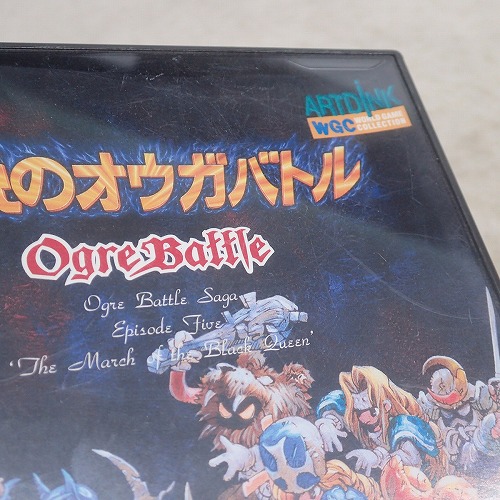 ARTDINK
WGC WORLD GAME COLLECTION
のオウガバトル
Ogre Battle
Ogre Battle Saga
Episode Five
'The March of the Black Queen'